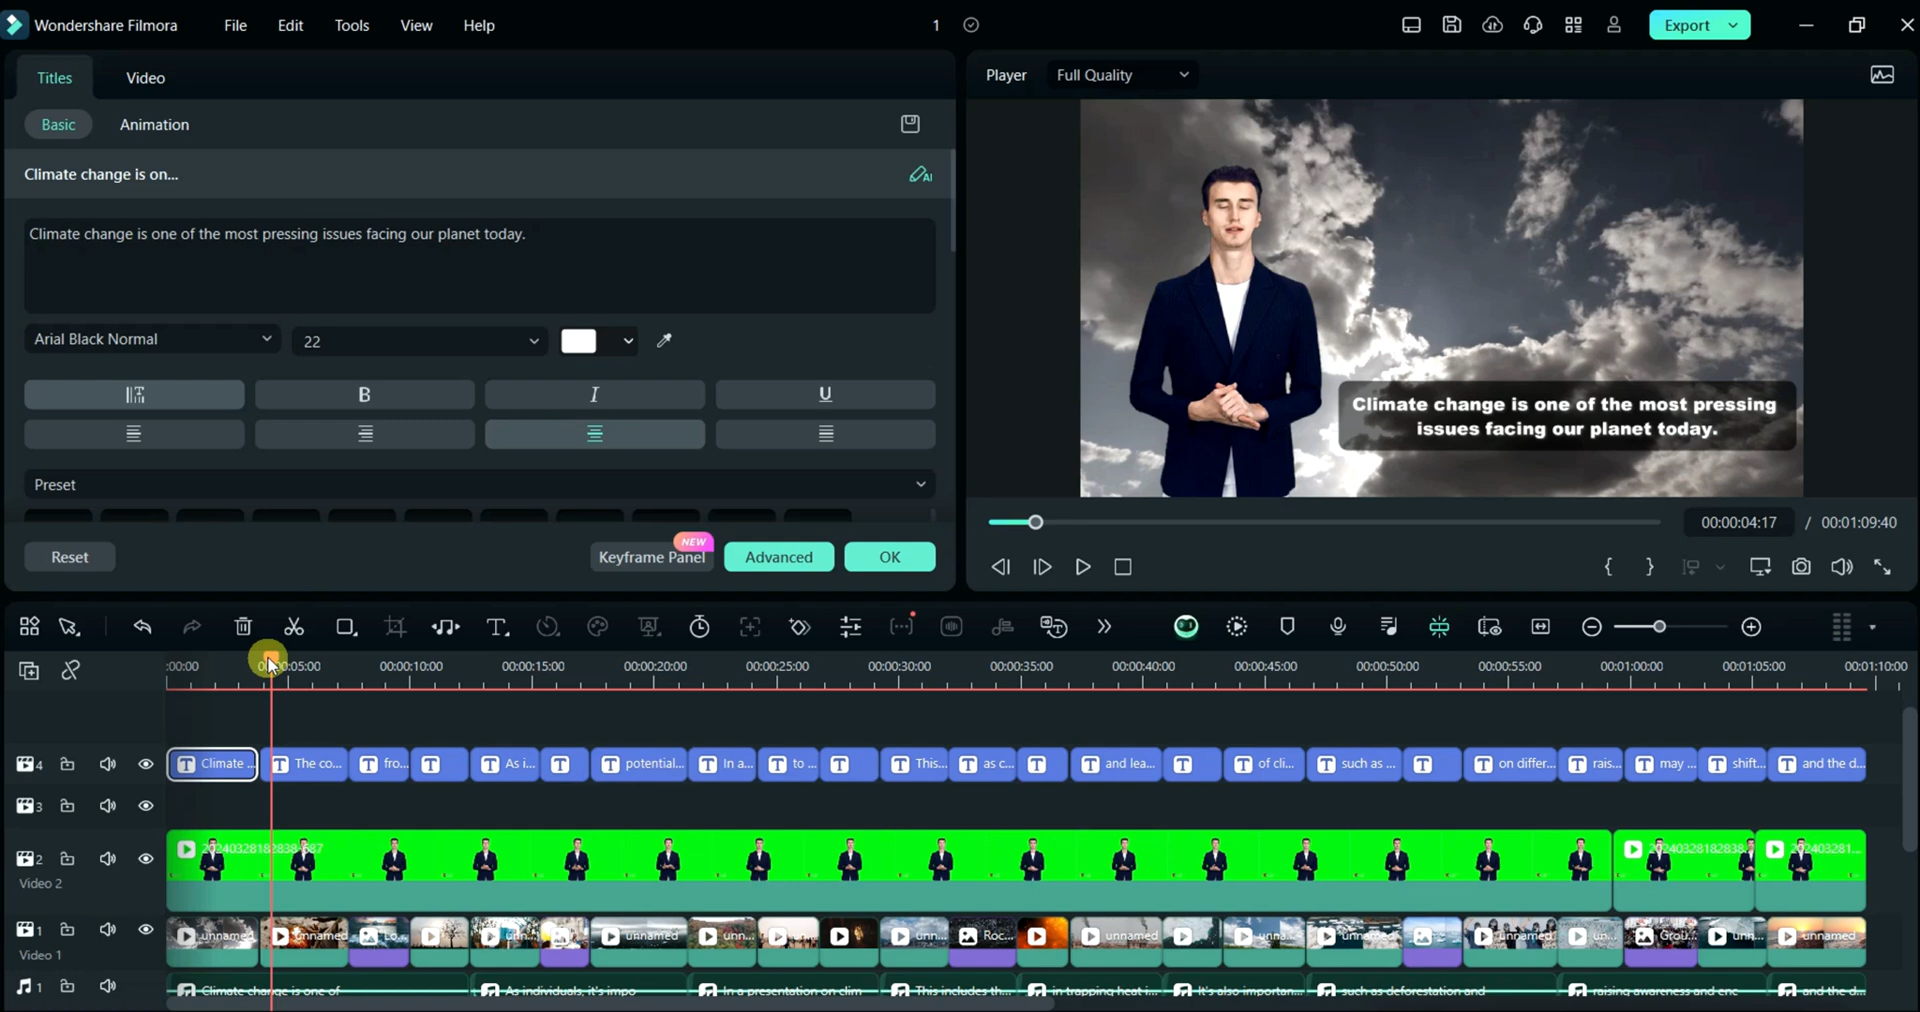 Wondershare Filmora
File
Edit
Tools
View
Help
1
Export
Titles
Video
Player
Full Quality
Basic
Animation
Climate change is on...
AI
Climate change is one of the most pressing issues facing our planet today.
Arial Black Normal
22
B
I
U
Preset
Climate change is one of the most pressing
issues facing our planet today.
Reset
NEW
Keyframe Panel
Advanced
OK
00:00:04:17 / 00:01:09:40
:00:00
00:00:10:00
00:00:15:00
00:00:20:00
00:00:25:00
00:00:30:00
00:00:35:00
00:00:40:00
00:00:45:00
00:00:50:00
00:00:55:00
00:01:00:00
00:01:05:00
00:01:10:00
4
Climate ...
The co...
fro...
As i...
potential...
In a...
to ...
This...
as c...
and lea...
of cli...
such as ...
on differ...
rais...
may ...
shift...
and the d...
3
2
Video 2
1
unnamed
unnamed
Lo...
unn...
unnamed
unn...
unn...
Roc...
unnamed
unna...
unnamed
unnamed
un...
Grou...
unn...
unnamed
Video 1
1
Climate change is one of
As individuals, it's impo
In a presentation on clim
This includes th...
in trapping heat i...
It's also importan...
such as deforestation and
raising awareness and enc
and the d...